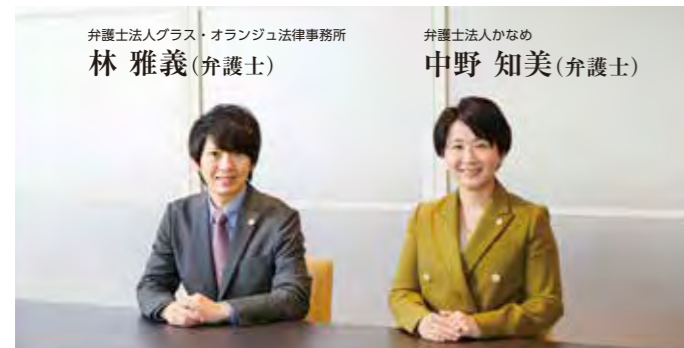 弁護士法人グラス・オランジュ法律事務所
林 雅義(弁護士)
弁護士法人かなめ
中野 知美(弁護士)